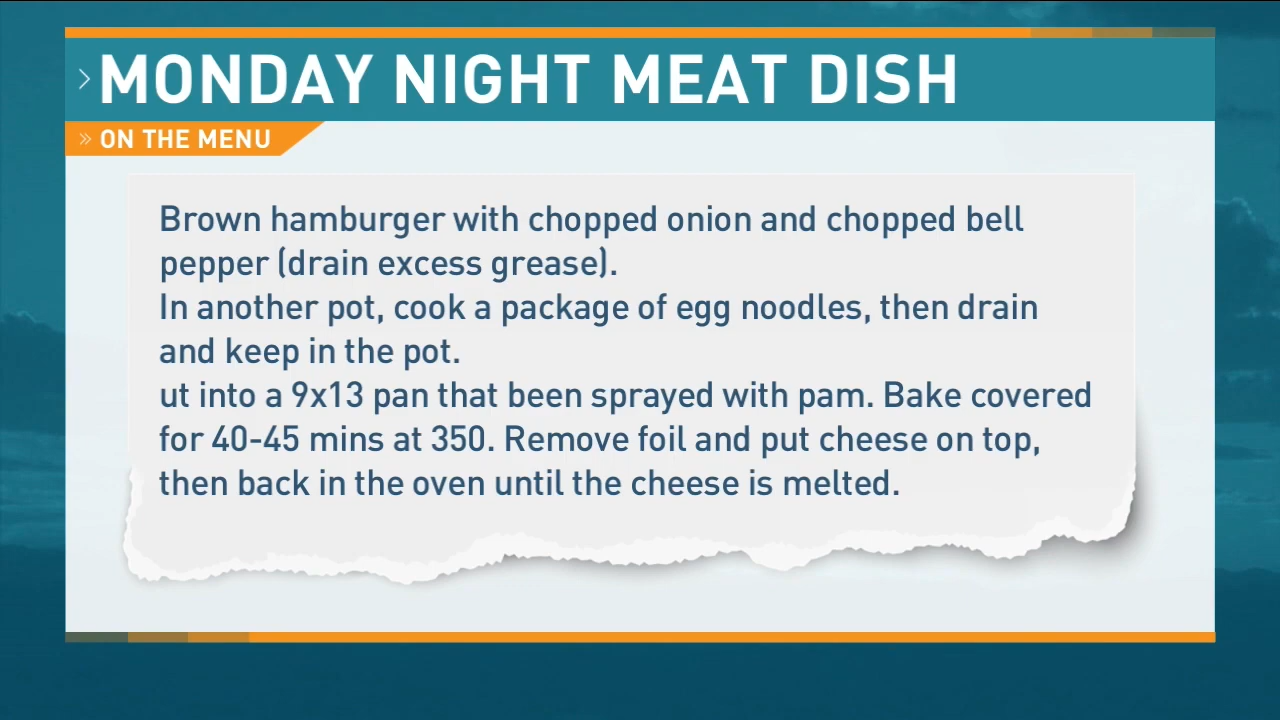 MONDAY NIGHT MEAT DISH
ON THE MENU
Brown hamburger with chopped onion and chopped bell
pepper (drain excess grease).
In another pot, cook a package of egg noodles, then drain
and keep in the pot.
ut into a 9x13 pan that been sprayed with pam. Bake covered
for 40-45 mins at 350. Remove foil and put cheese on top,
then back in the oven until the cheese is melted.